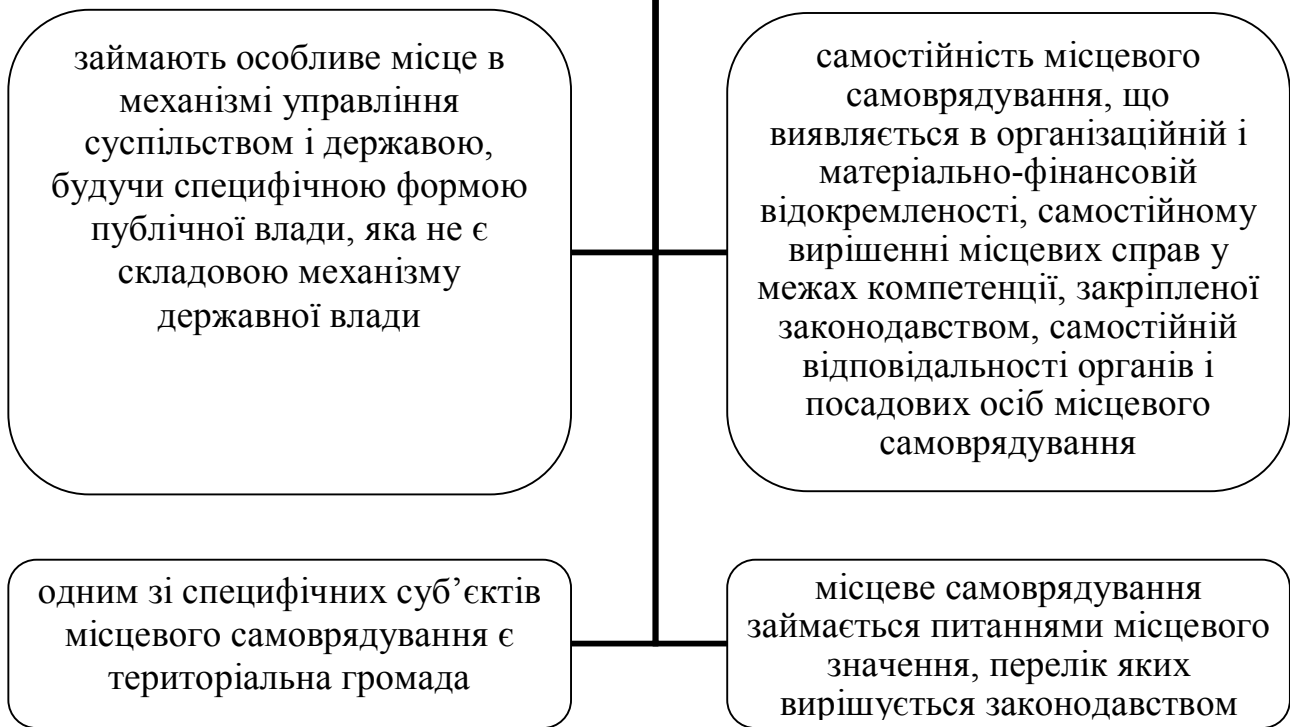 займають особливе місце в
механізмі управління
суспільством і державою,
будучи специфічною формою
публічної влади, яка не є
складовою механізму
державної влади
самостійність місцевого
самоврядування, що
виявляється в організаційній і
матеріально-фінансовій
відокремленості, самостійному
вирішенні місцевих справ у
межах компетенції, закріпленої
законодавством, самостійній
відповідальності органів і
посадових осіб місцевого
самоврядування
одним зі специфічних суб’єктів
місцевого самоврядування є
територіальна громада
місцеве самоврядування
займається питаннями місцевого
значення, перелік яких
вирішується законодавством